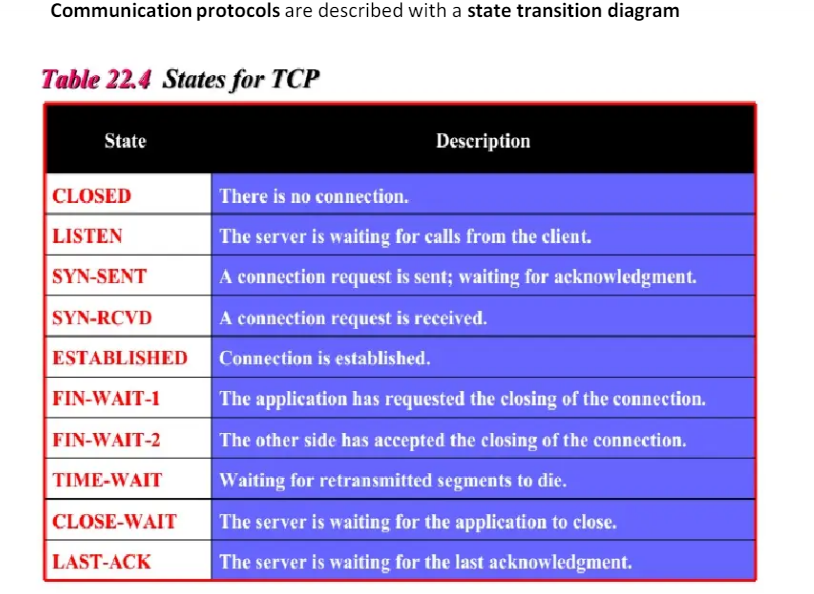 Communication protocols are described with a state transition diagram
Table 22.4 States for TCP
State Description
CLOSED There is no connection.
LISTEN The server is waiting for calls from the client.
SYN-SENT A connection request is sent; waiting for acknowledgment.
SYN-RCVD A connection request is received.
ESTABLISHED Connection is established.
FIN-WAIT-1 The application has requested the closing of the connection.
FIN-WAIT-2 The other side has accepted the closing of the connection.
TIME-WAIT Waiting for retransmitted segments to die.
CLOSE-WAIT The server is waiting for the application to close.
LAST-ACK The server is waiting for the last acknowledgment.